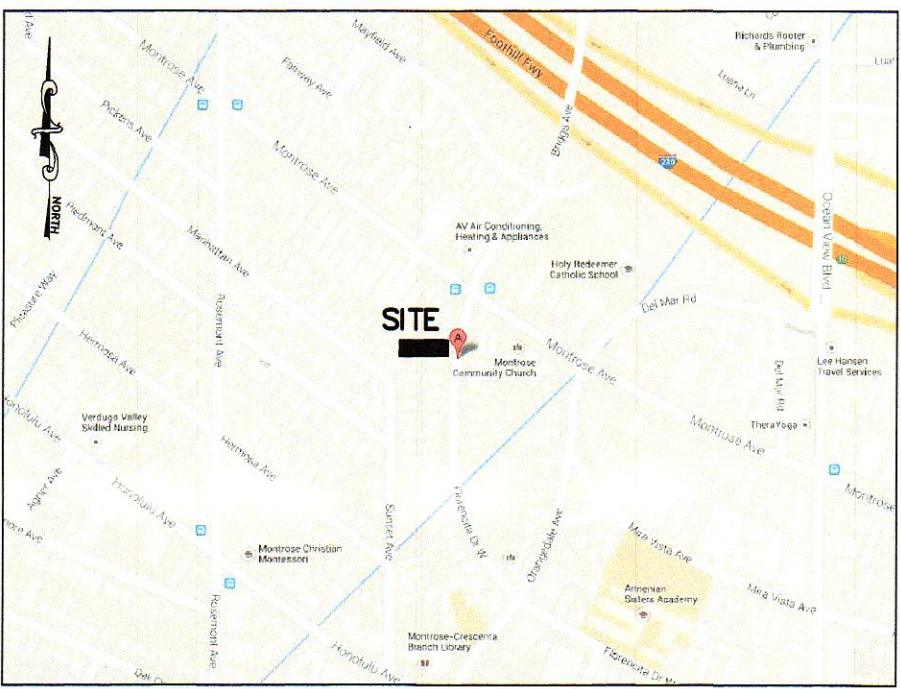 Mayfield Ave
Montrose Ave
Fairway Ave
Foothill Fwy
Richards Rooter
& Plumbing
Luana Ln
Pickens Ave
Briggs Ave
210
Montrose Ave
NORTH
Piedmont Ave
Manhattan Ave
AV Air Conditioning,
Heating & Appliances
Ocean View Blvd
Holy Redeemer
Catholic School
Pleasure Way
Rosemont Ave
Del Mar Rd
SITE
A
Hermosa Ave
Montrose
Community Church
Montrose Ave
Lee Hansen
Travel Services
Del Mar Rd
Honolulu Ave
Verdugo Valley
Skilled Nursing
TheraYoga
Montrose Ave
Hermosa Ave
Agner Ave
Honolulu Ave
Montrose
Sunset Ave
Florencita Dr W
Orangedale Ave
Mira Vista Ave
Montrose Christian
Montessori
Armenian
Sisters Academy
Mira Vista Ave
Rosemont Ave
Montrose-Crescenta
Branch Library
Honolulu Ave
Florencita Dr W